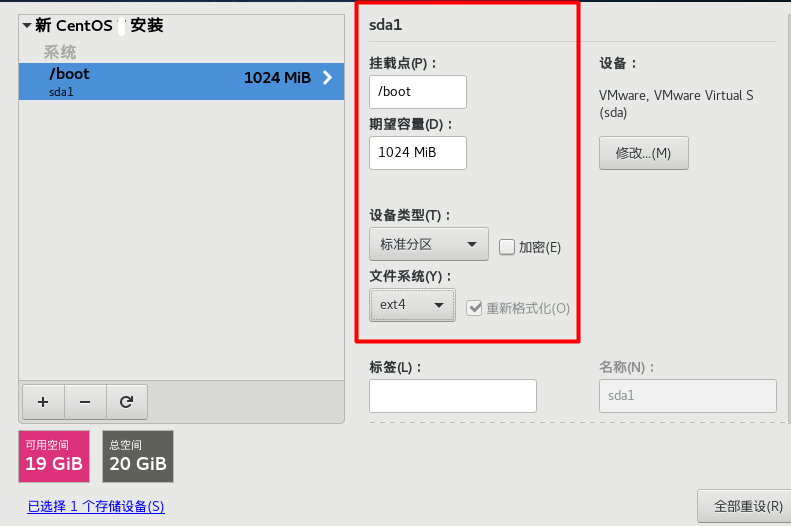 新 CentOS 安装
系统
/boot 1024 MiB
sda1
sda1
挂载点(P)：
/boot
期望容量(D)：
1024 MiB
设备类型(T)：
标准分区
加密(E)
文件系统(Y)：
ext4
重新格式化(O)
标签(L)：
设备：
VMware, VMware Virtual S
(sda)
修改...(M)
名称(N)：
sda1
+ −
可用空间
19 GiB
总空间
20 GiB
已选择 1 个存储设备(S)
全部重设(R)